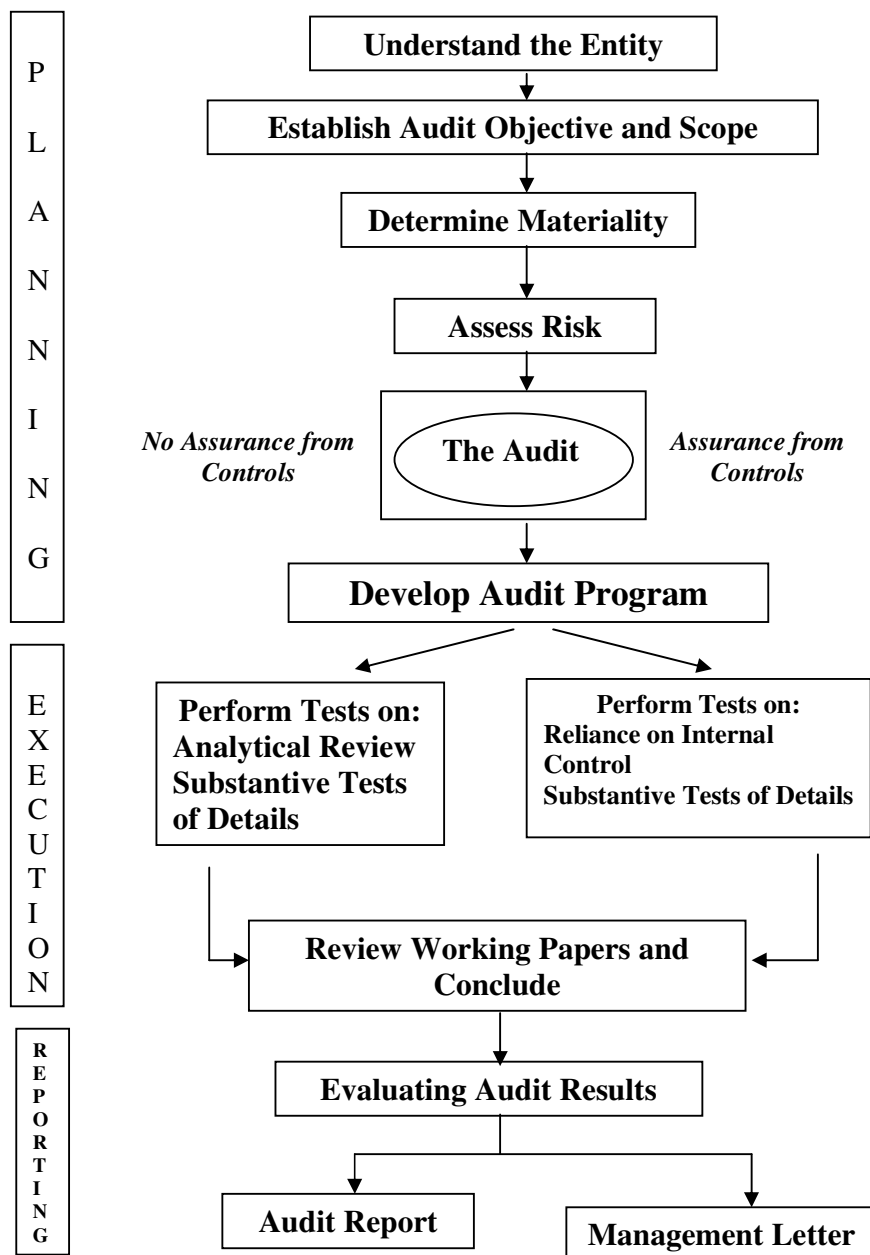 PLANNING
Understand the Entity
Establish Audit Objective and Scope
Determine Materiality
Assess Risk
No Assurance from
Controls
The Audit
Assurance from
Controls
Develop Audit Program
EXECUTION
Perform Tests on:
Analytical Review
Substantive Tests
of Details
Perform Tests on:
Reliance on Internal
Control
Substantive Tests of Details
Review Working Papers and
Conclude
REPORTING
Evaluating Audit Results
Audit Report
Management Letter